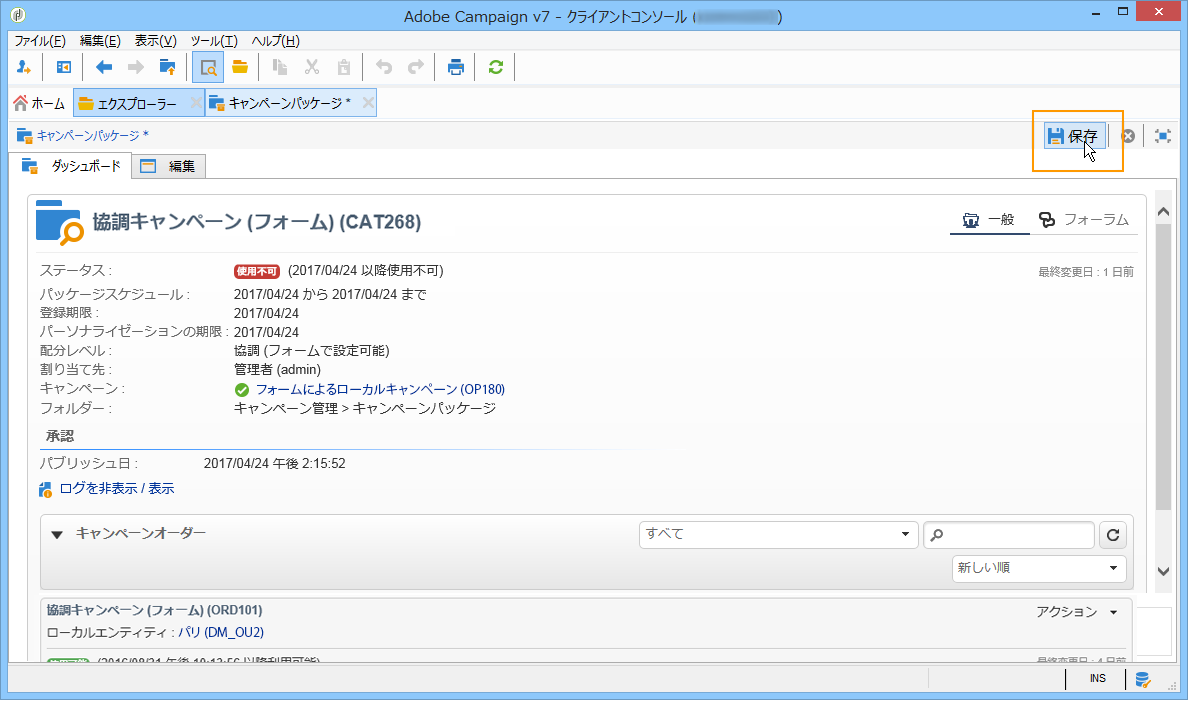 Adobe Campaign v7 - クライアントコンソール ( )
ファイル(F) 編集(E) 表示(V) ツール(T) ヘルプ(H)
ホーム エクスプローラー キャンペーンパッケージ *
キャンペーンパッケージ * 保存
ダッシュボード 編集
協調キャンペーン (フォーム) (CAT268) 一般 フォーラム
ステータス : 使用不可 (2017/04/24 以降使用不可) 最終変更日 : 1 日前
パッケージスケジュール : 2017/04/24 から 2017/04/24 まで
登録期限 : 2017/04/24
パーソナライゼーションの期限 : 2017/04/24
配分レベル : 協調 (フォームで設定可能)
割り当て先 : 管理者 (admin)
キャンペーン : フォームによるローカルキャンペーン (OP180)
フォルダー : キャンペーン管理 > キャンペーンパッケージ
承認
パブリッシュ日 : 2017/04/24 午後 2:15:52
ログを非表示 / 表示
キャンペーンオーダー すべて
新しい順
協調キャンペーン (フォーム) (ORD101) アクション
ローカルエンティティ : パリ (DM_OU2)
(2016/08/31 午後 10:13:56 以降利用可能) 最終変更日 : 4 日前
INS